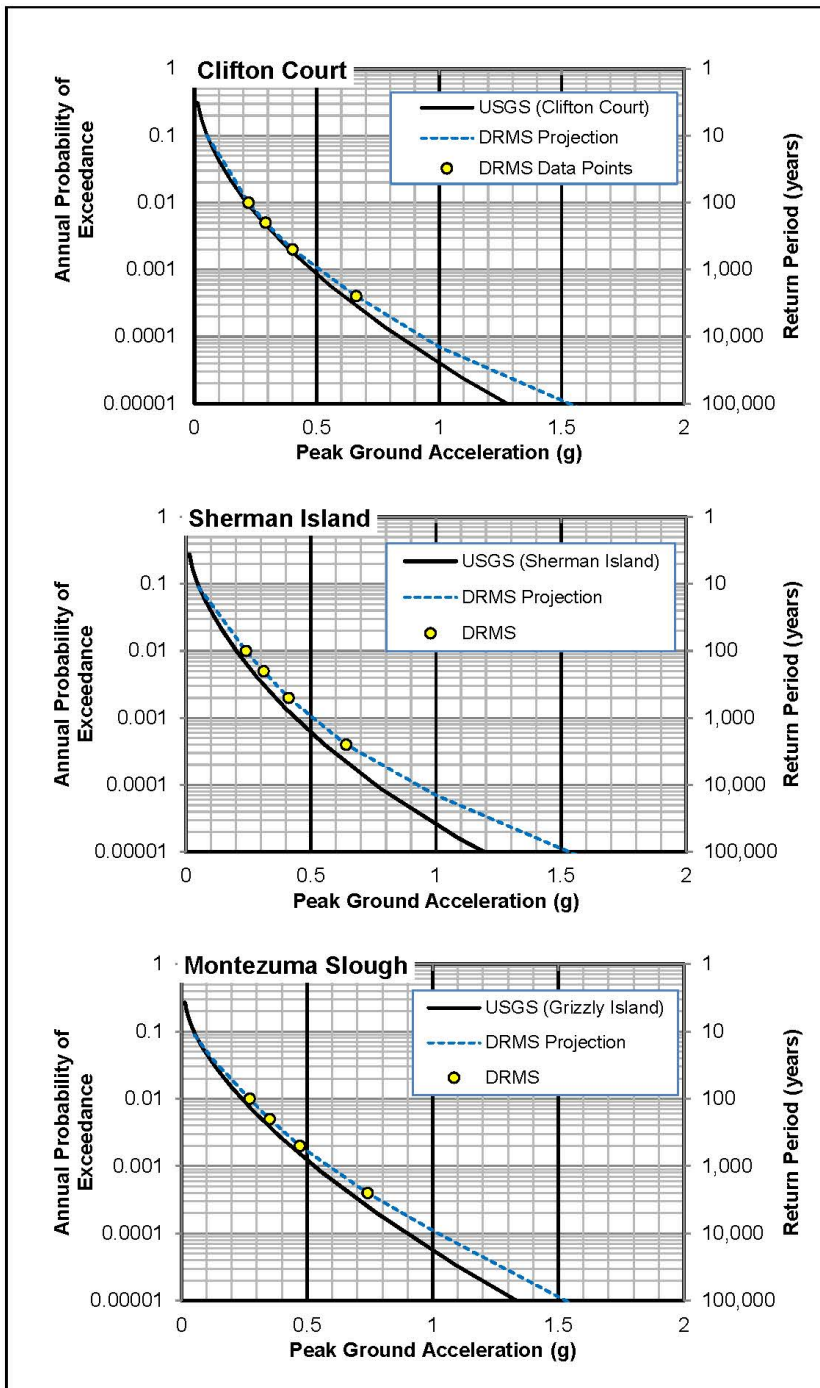 Clifton Court
USGS (Clifton Court)
DRMS Projection
DRMS Data Points
Annual Probability of
Exceedance
1
0.1
0.01
0.001
0.0001
0.00001
1
10
100
1,000
10,000
100,000
Return Period (years)
0
0.5
1
1.5
2
Peak Ground Acceleration (g)
Sherman Island
USGS (Sherman Island)
DRMS Projection
DRMS
Annual Probability of
Exceedance
1
0.1
0.01
0.001
0.0001
0.00001
1
10
100
1,000
10,000
100,000
Return Period (years)
0
0.5
1
1.5
2
Peak Ground Acceleration (g)
Montezuma Slough
USGS (Grizzly Island)
DRMS Projection
DRMS
Annual Probability of
Exceedance
1
0.1
0.01
0.001
0.0001
0.00001
1
10
100
1,000
10,000
100,000
Return Period (years)
0
0.5
1
1.5
2
Peak Ground Acceleration (g)